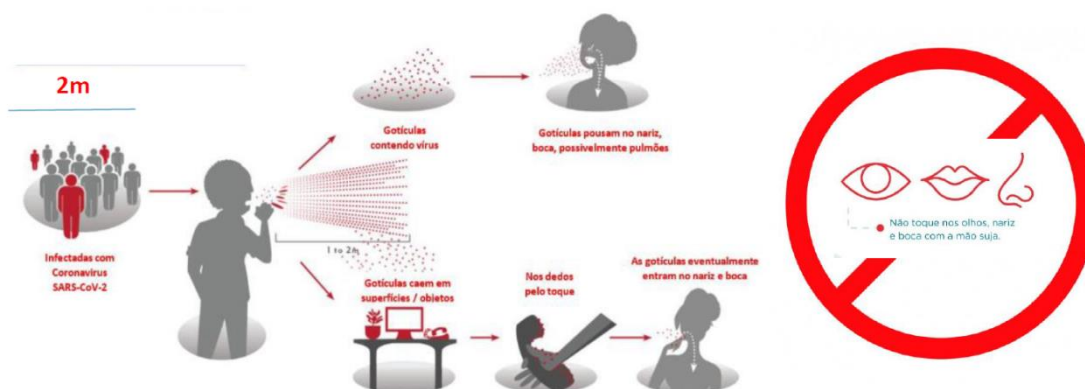 2m
Infectadas com
Coronavirus
SARS-CoV-2
Gotículas
contendo vírus
Gotículas pousam no nariz,
boca, possivelmente pulmões
1 to 2m
Gotículas caem em
superfícies / objetos
Nos dedos
pelo toque
As gotículas eventualmente
entram no nariz e boca
Não toque nos olhos, nariz
e boca com a mão suja.